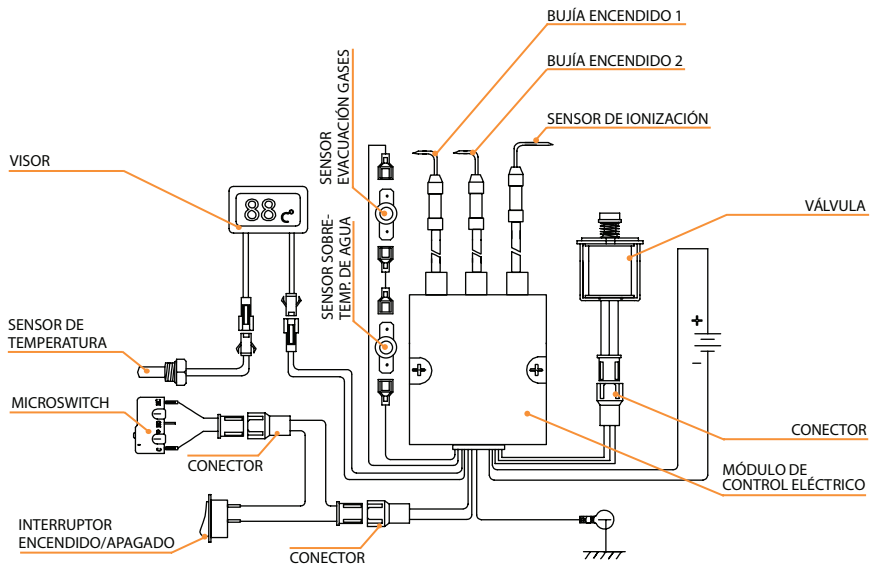 BUJÍA ENCENDIDO 1
BUJÍA ENCENDIDO 2
SENSOR DE IONIZACIÓN
SENSOR
EVACUACIÓN GASES
VISOR
88 c°
VÁLVULA
SENSOR SOBRE-
TEMP. DE AGUA
SENSOR DE
TEMPERATURA
+
-
MICROSWITCH
CONECTOR
CONECTOR
MÓDULO DE
CONTROL ELÉCTRICO
INTERRUPTOR
ENCENDIDO/APAGADO
CONECTOR